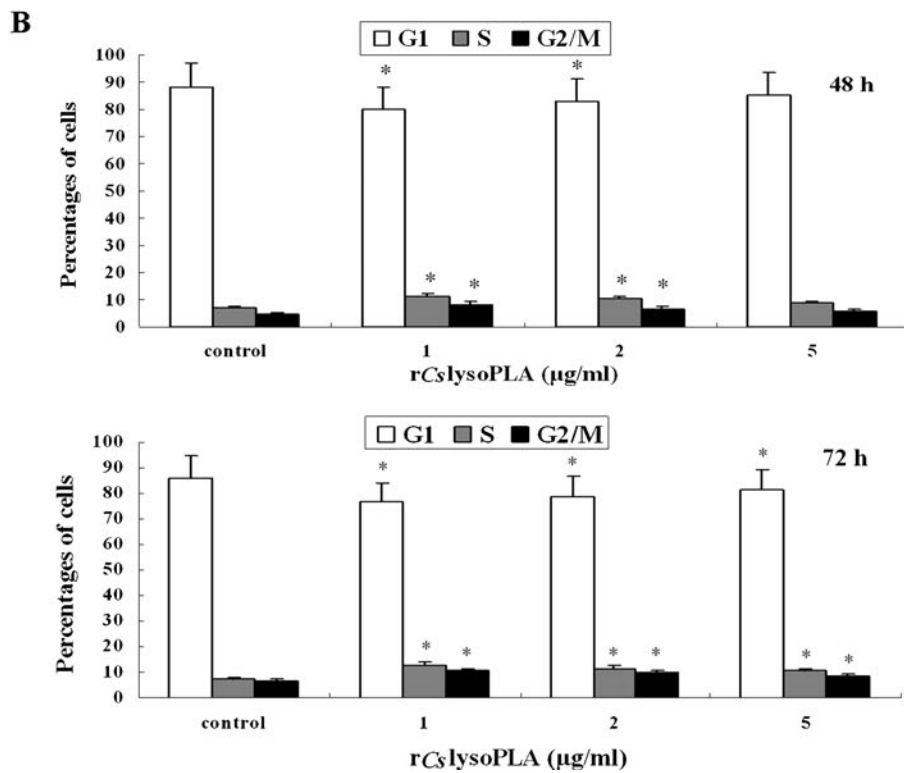 B
G1 S G2/M
48 h
Percentages of cells
100
90
80
70
60
50
40
30
20
10
0
* *
* * * *
control 1 2 5
rCslysoPLA (μg/ml)
G1 S G2/M
72 h
Percentages of cells
100
90
80
70
60
50
40
30
20
10
0
* * *
* * * * * *
control 1 2 5
rCslysoPLA (μg/ml)